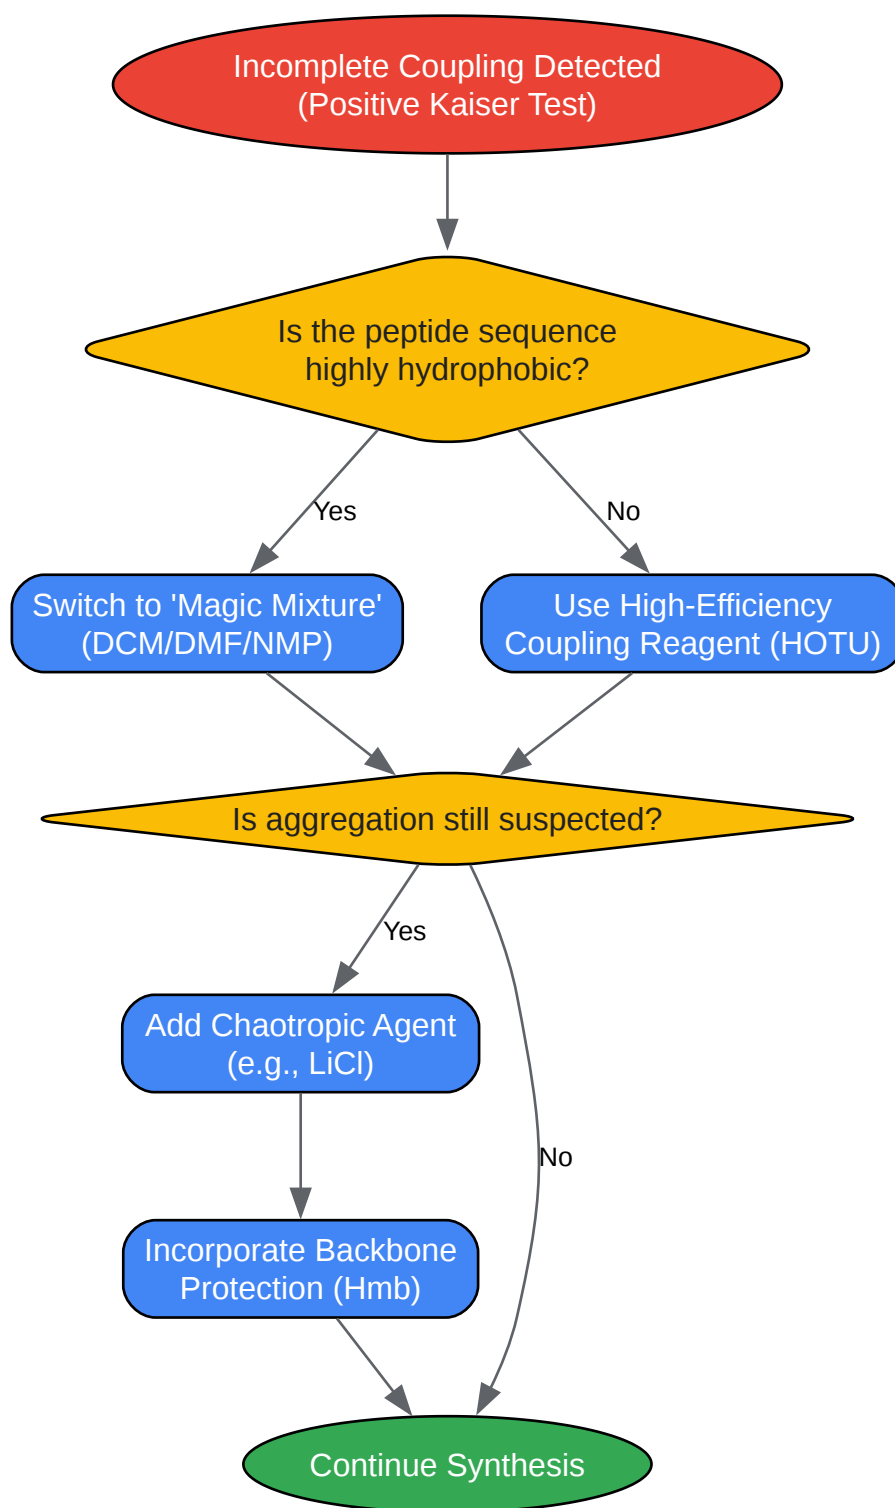 Incomplete Coupling Detected
(Positive Kaiser Test)
Is the peptide sequence
highly hydrophobic?
Yes
No
Switch to 'Magic Mixture'
(DCM/DMF/NMP)
Use High-Efficiency
Coupling Reagent (HOTU)
Is aggregation still suspected?
Yes
Add Chaotropic Agent
(e.g., LiCl)
No
Incorporate Backbone
Protection (Hmb)
Continue Synthesis